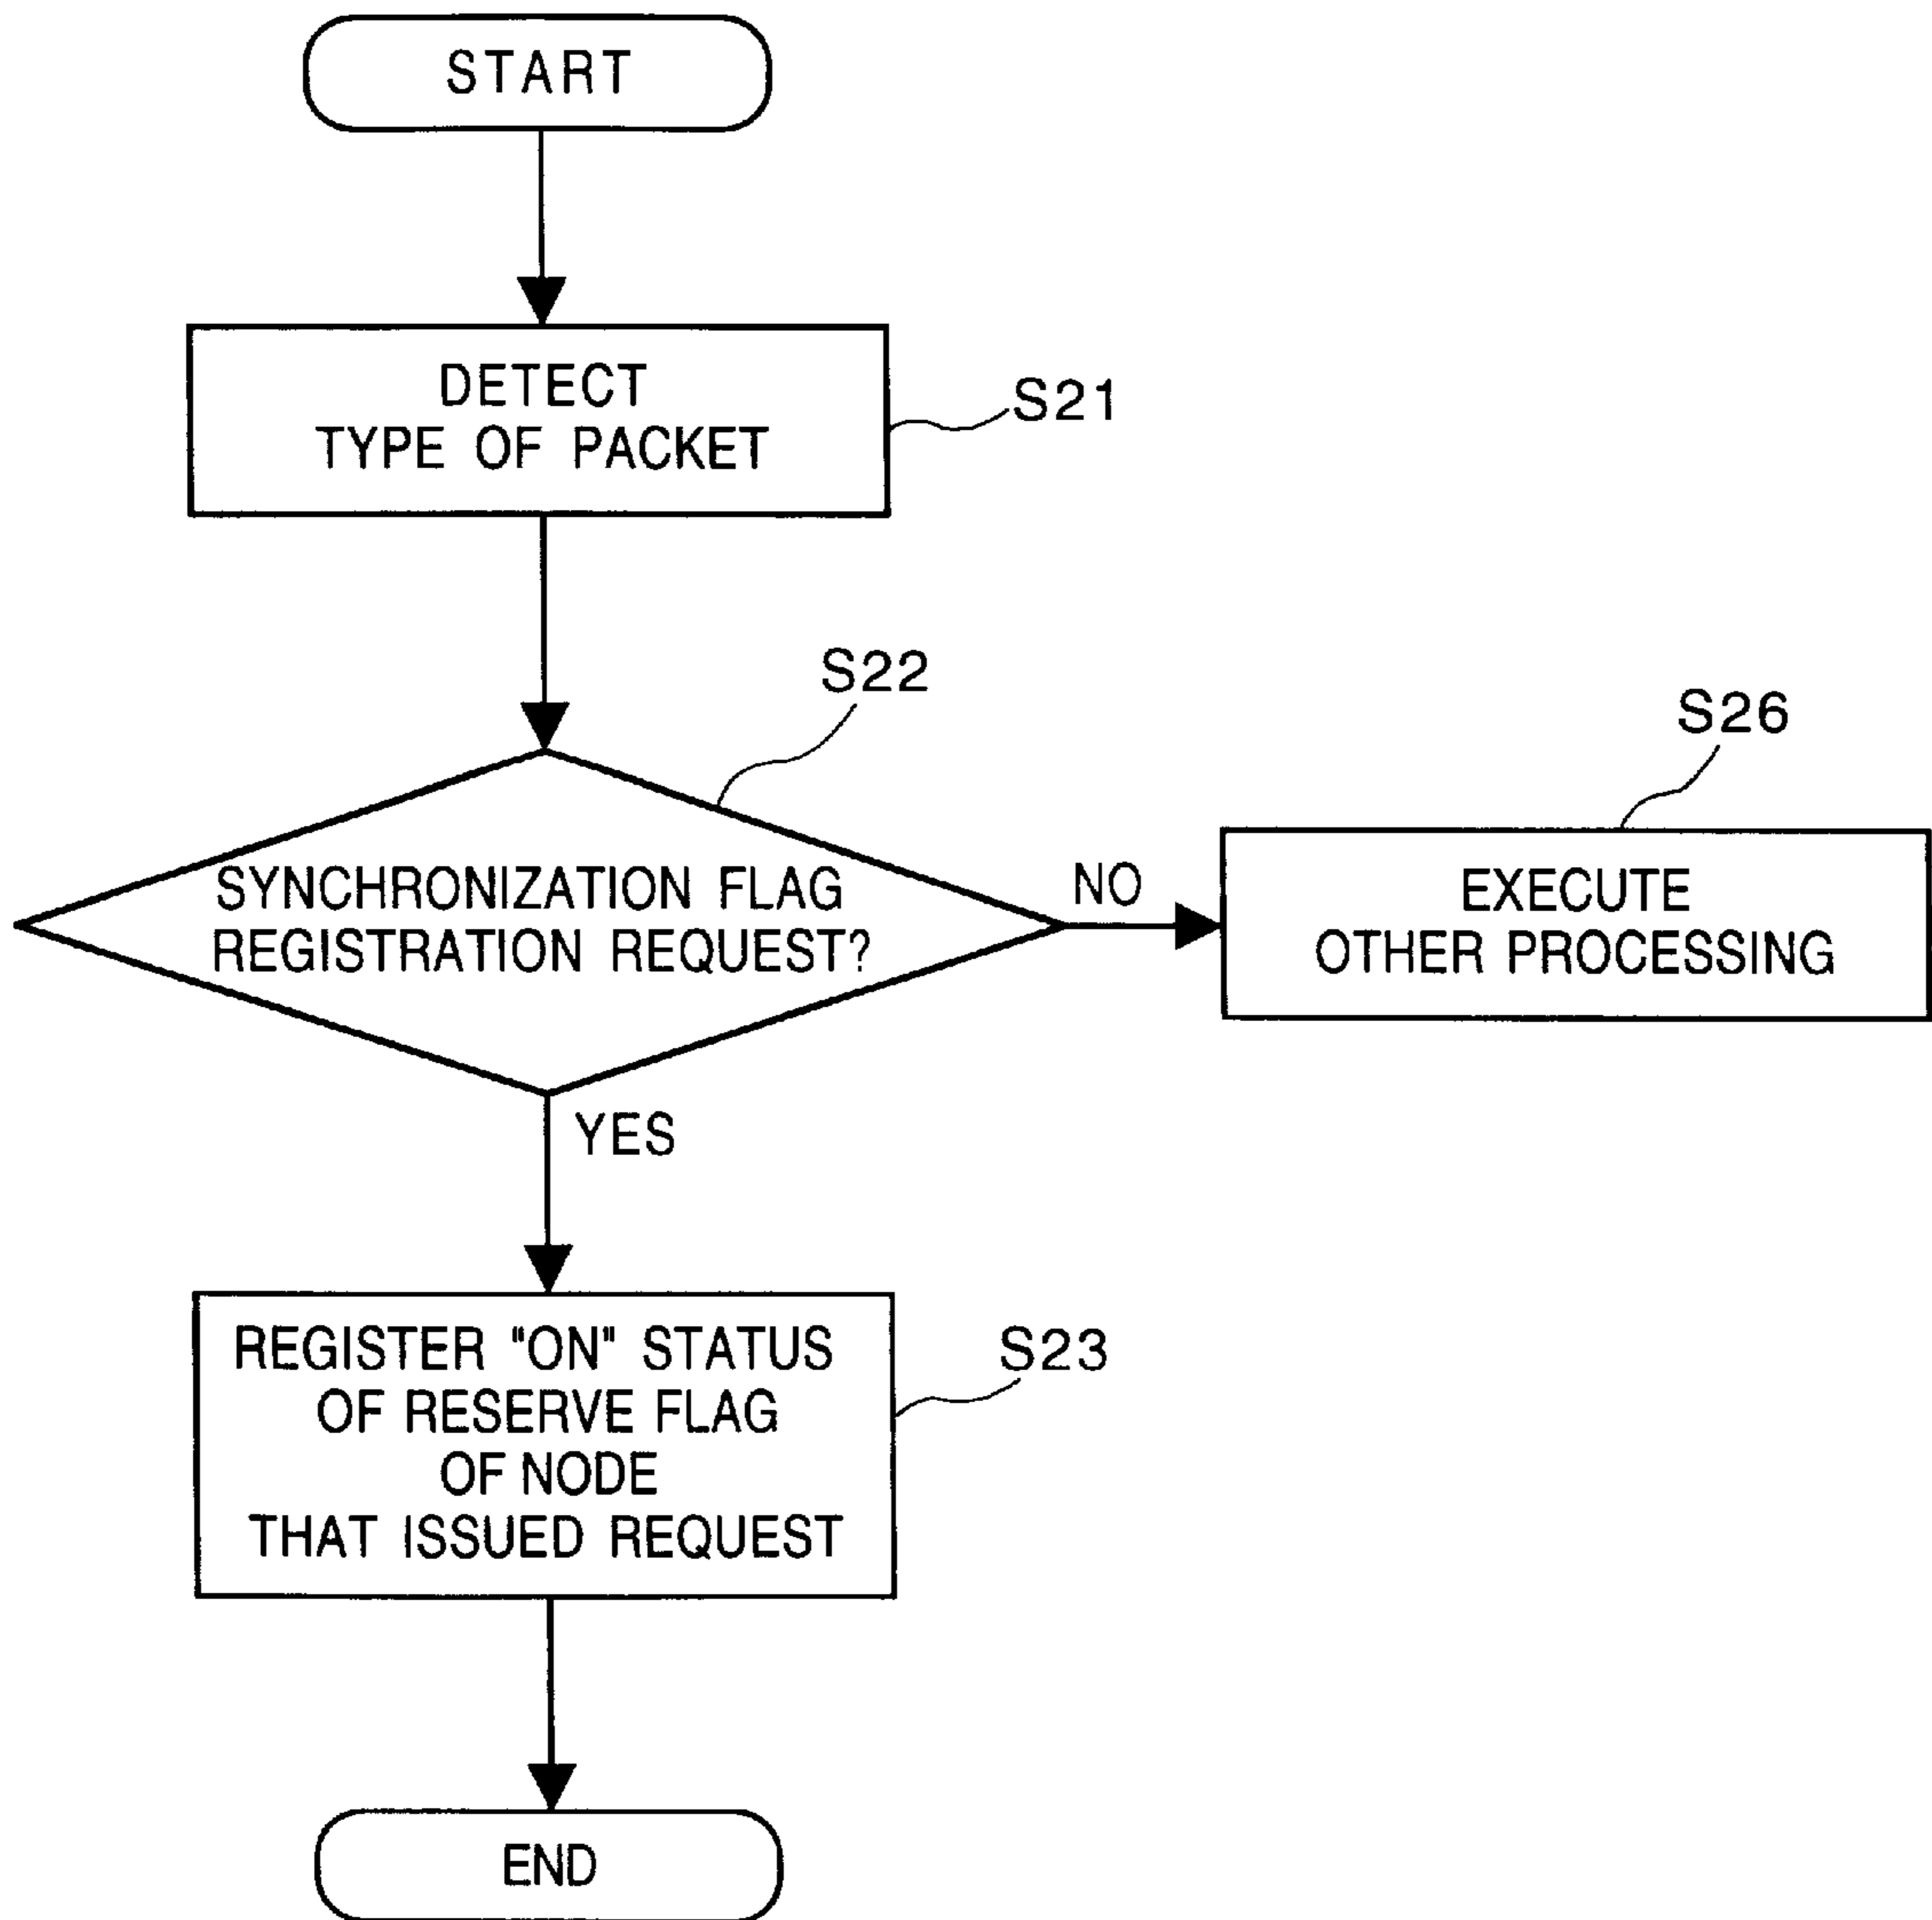 START
DETECT
TYPE OF PACKET
S21
S22
SYNCHRONIZATION FLAG
REGISTRATION REQUEST?
NO
S26
EXECUTE
OTHER PROCESSING
YES
REGISTER "ON" STATUS
OF RESERVE FLAG
OF NODE
THAT ISSUED REQUEST
S23
END